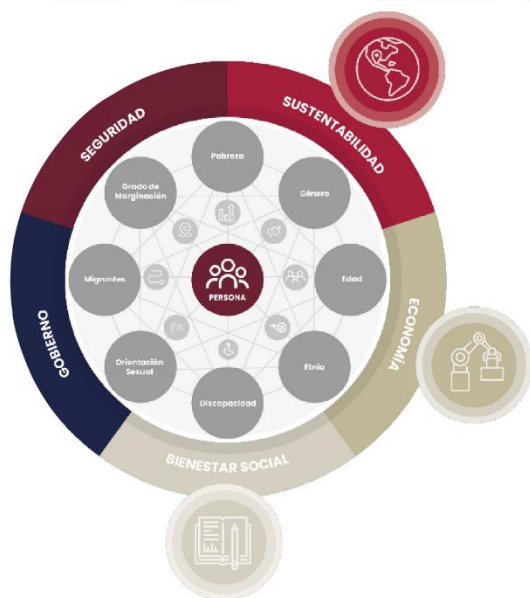 SEGURIDAD
SUSTENTABILIDAD
Pobreza
Grado de
Marginación
Género
Migrantes
PERSONA
Edad
GOBIERNO
ECONOMÍA
Orientación
Sexual
Etnia
Discapacidad
BIENESTAR SOCIAL